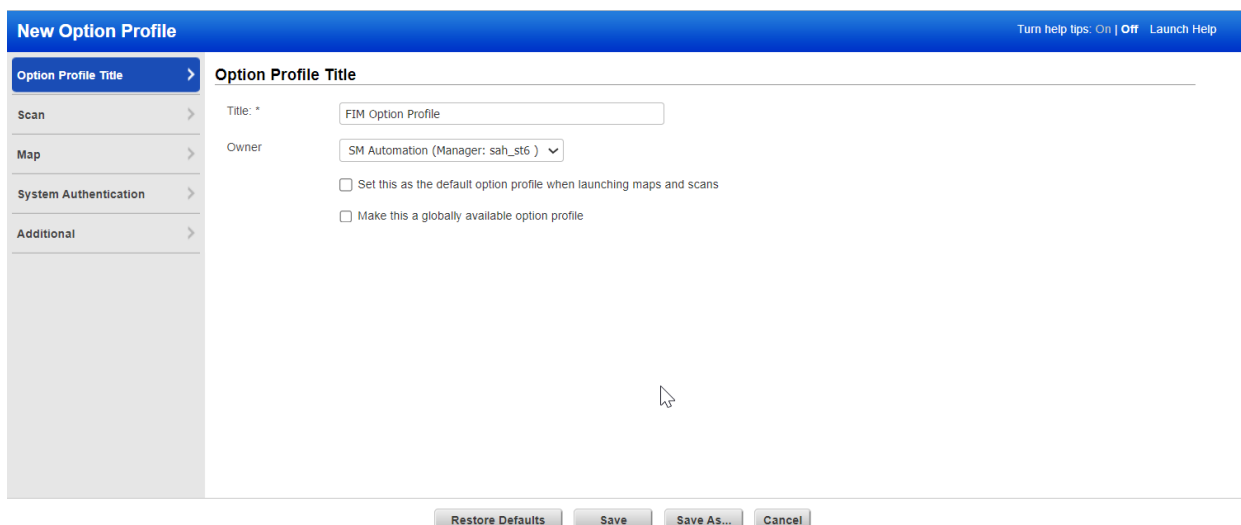 New Option Profile
Turn help tips: On | Off Launch Help
Option Profile Title
Scan
Map
System Authentication
Additional
Option Profile Title
Title: *
FIM Option Profile
Owner
SM Automation (Manager: sah_st6 )
Set this as the default option profile when launching maps and scans
Make this a globally available option profile
Restore Defaults
Save
Save As...
Cancel